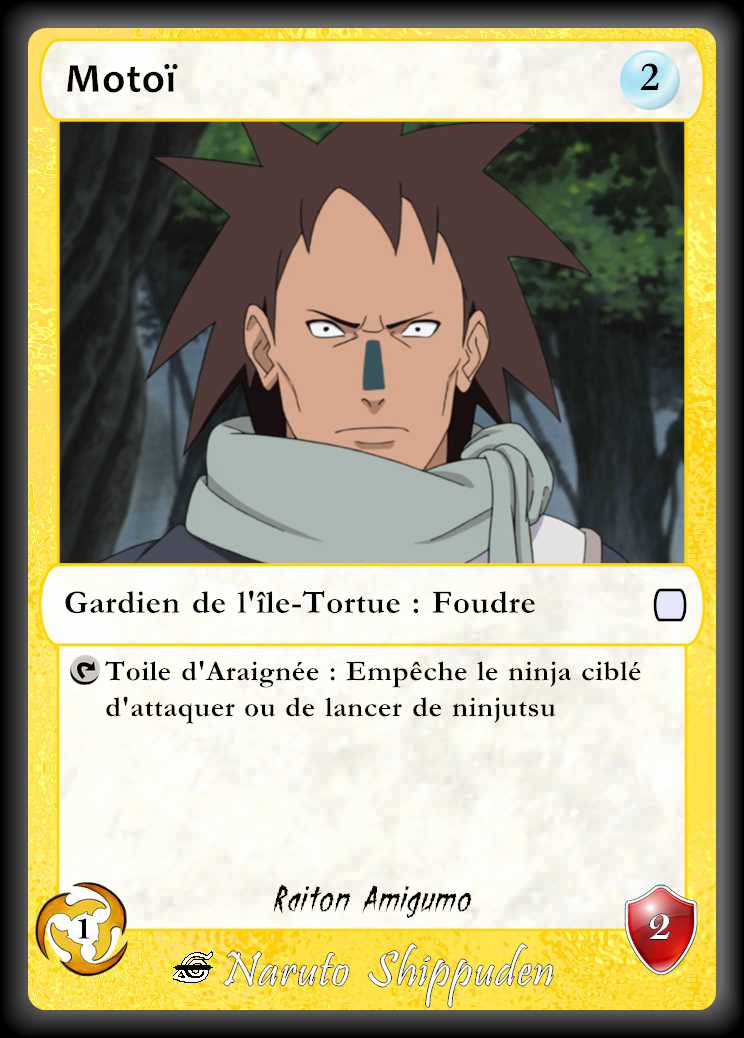 Motoï
2
Gardien de l'île-Tortue : Foudre
Toile d'Araignée : Empêche le ninja ciblé
d'attaquer ou de lancer de ninjutsu
Raiton Amigumo
1
2
Naruto Shippuden